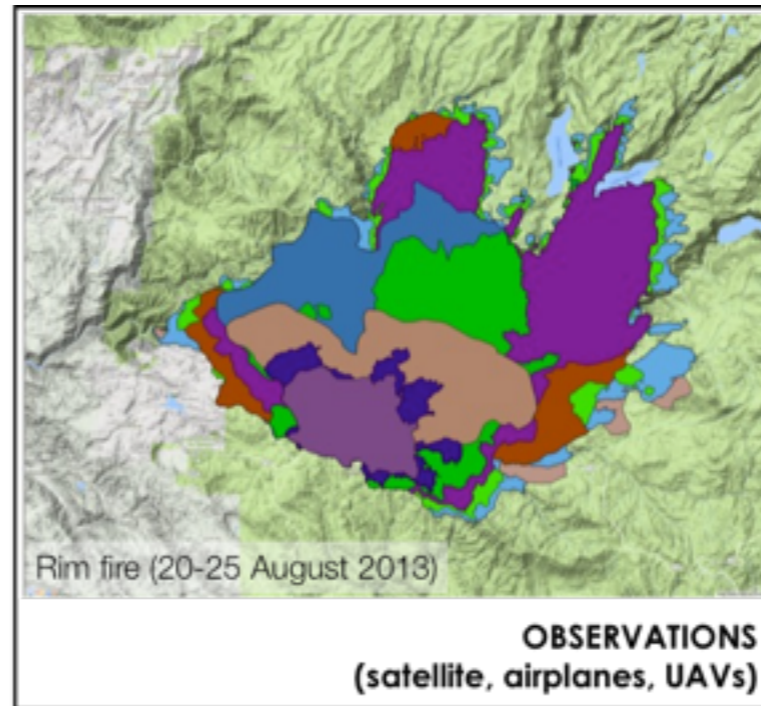 Rim fire (20-25 August 2013)
OBSERVATIONS
(satellite, airplanes, UAVs)